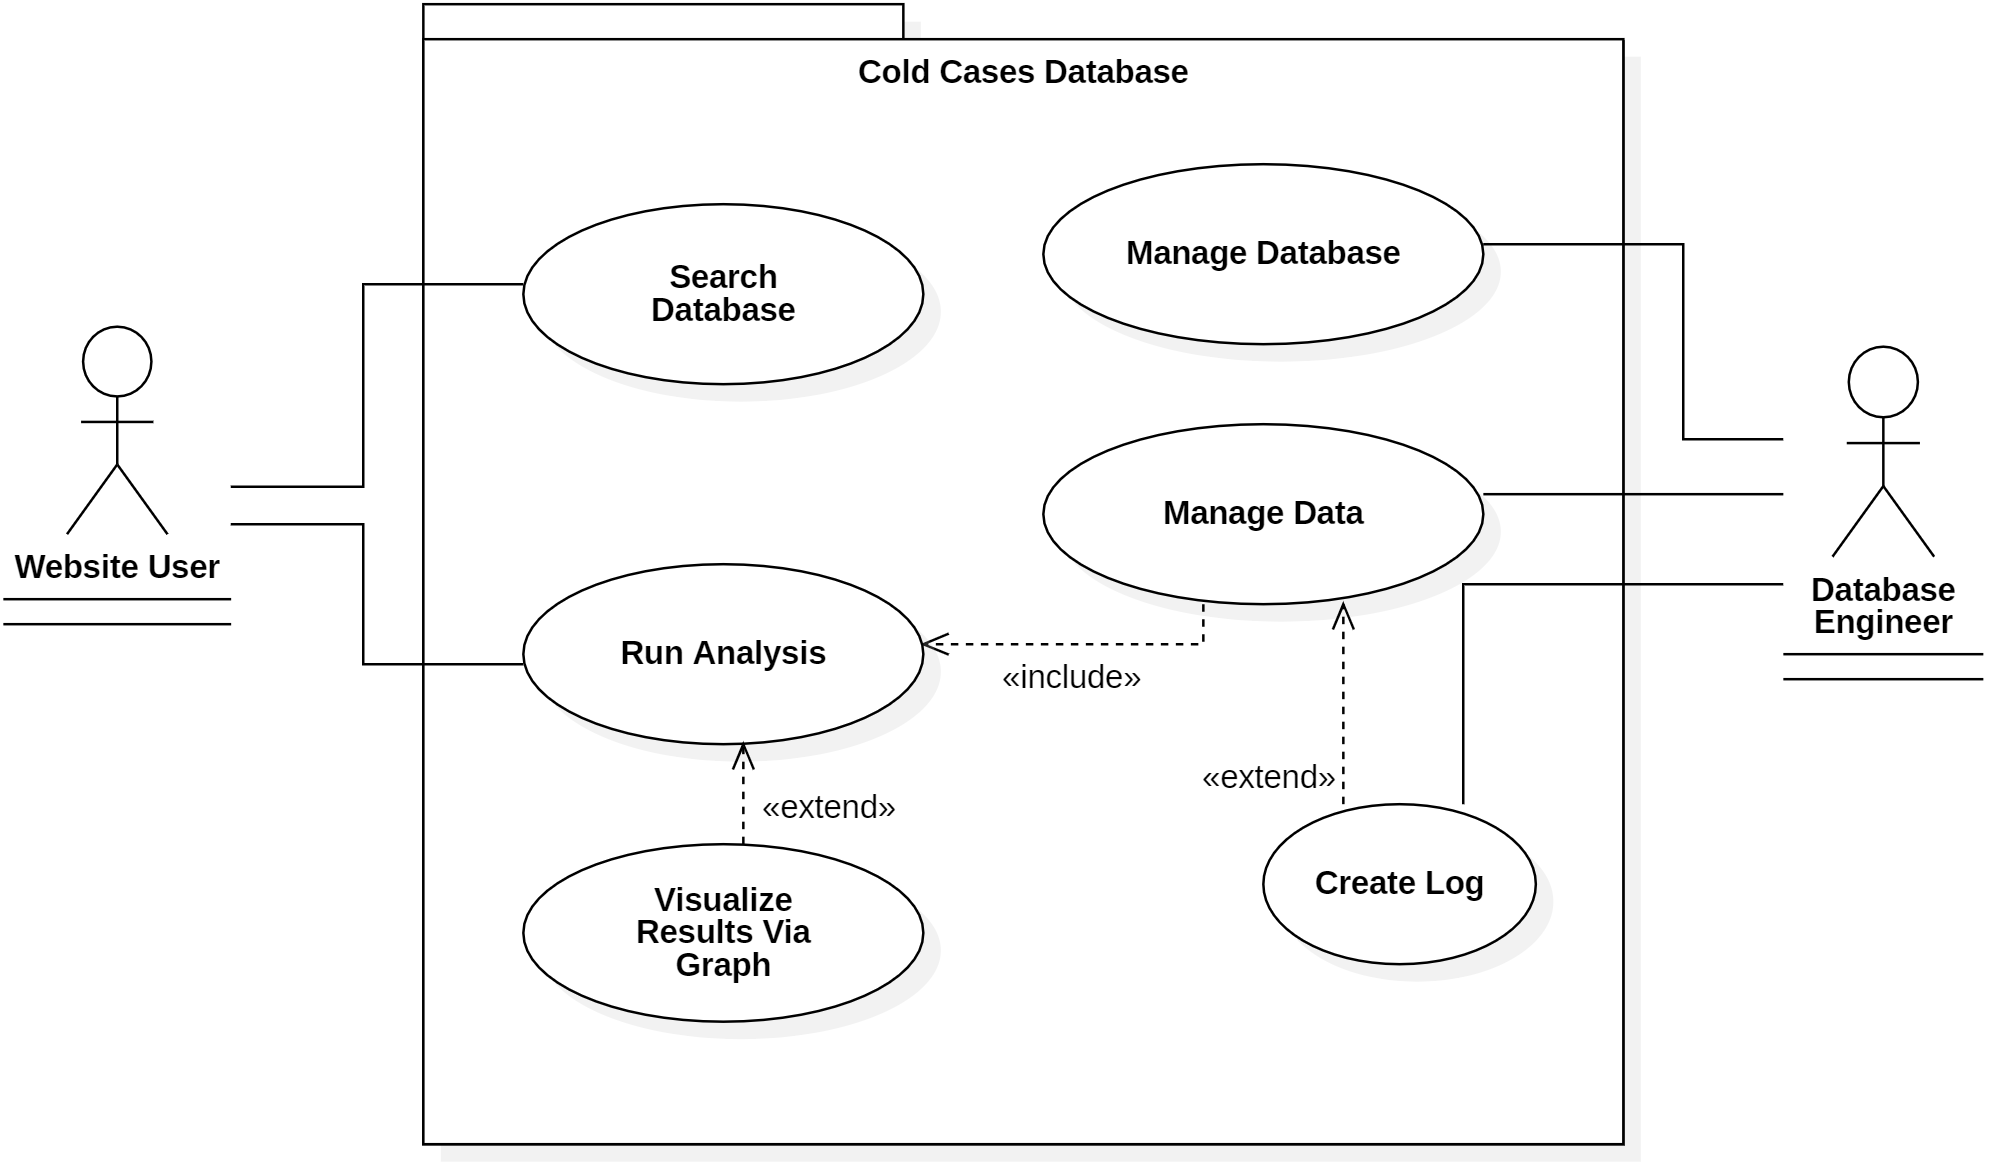 Cold Cases Database
Search
Database
Manage Database
Website User
Manage Data
Database
Engineer
Run Analysis
«include»
«extend»
«extend»
Visualize
Results Via
Graph
Create Log